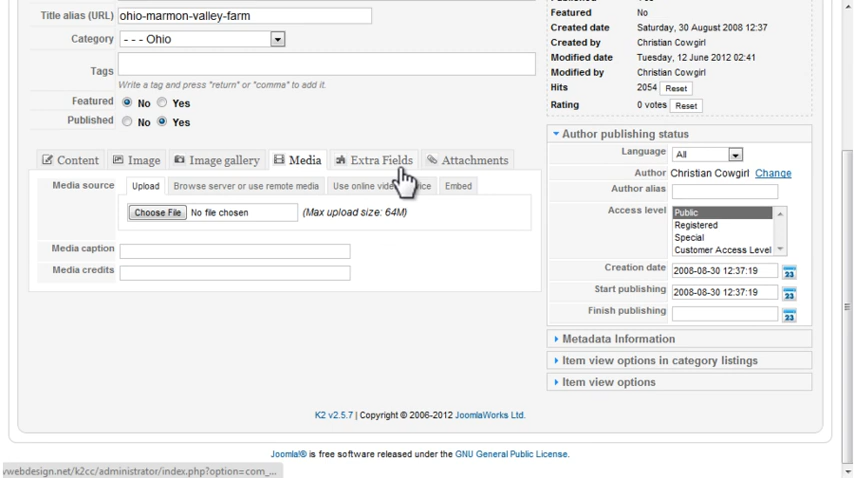 Title alias (URL) ohio-marmon-valley-farm
Category - - - Ohio
Tags
Write a tag and press "return" or "comma" to add it.
Featured No Yes
Published No Yes
Content Image Image gallery Media Extra Fields Attachments
Media source Upload Browse server or use remote media Use online Embed
Choose File No file chosen (Max upload size: 64M)
Media caption
Media credits
Featured No
Created date Saturday, 30 August 2008 12:37
Created by Christian Cowgirl
Modified date Tuesday, 12 June 2012 02:41
Modified by Christian Cowgirl
Hits 2054 Reset
Rating 0 votes Reset
Author publishing status
Language All
Author Christian Cowgirl Change
Author alias
Access level Public
Registered
Special
Customer Access Level
Creation date 2008-08-30 12:37:19 23
Start publishing 2008-08-30 12:37:19 23
Finish publishing 23
Metadata Information
Item view options in category listings
Item view options
K2 v2.5.7 | Copyright © 2006-2012 JoomlaWorks Ltd.
Joomla!® is free software released under the GNU General Public License.
vwebdesign.net/k2cc/administrator/index.php?option=com_...